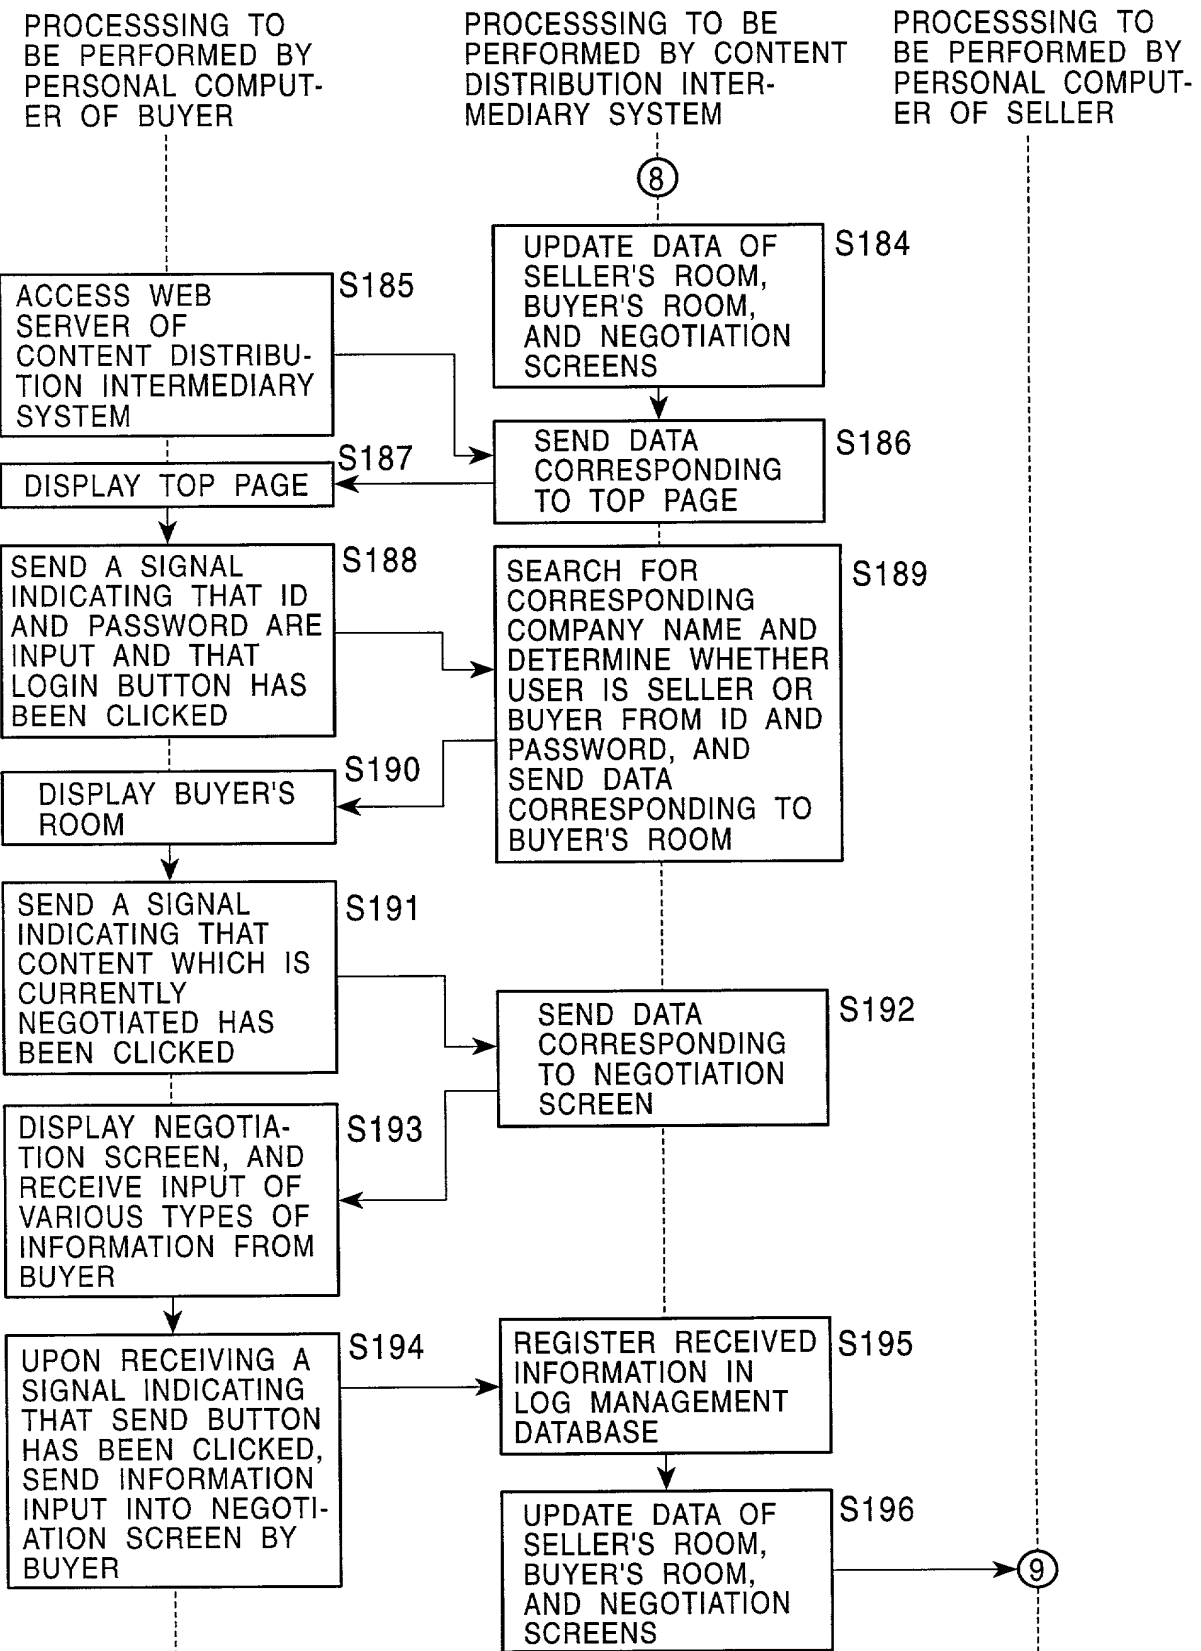 PROCESSSING TO
BE PERFORMED BY
PERSONAL COMPUT-
ER OF BUYER
PROCESSSING TO BE
PERFORMED BY CONTENT
DISTRIBUTION INTER-
MEDIARY SYSTEM
PROCESSSING TO
BE PERFORMED BY
PERSONAL COMPUT-
ER OF SELLER
8
UPDATE DATA OF
SELLER'S ROOM,
BUYER'S ROOM,
AND NEGOTIATION
SCREENS
S184
ACCESS WEB
SERVER OF
CONTENT DISTRIBU-
TION INTERMEDIARY
SYSTEM
S185
SEND DATA
CORRESPONDING
TO TOP PAGE
S186
DISPLAY TOP PAGE
S187
SEND A SIGNAL
INDICATING THAT ID
AND PASSWORD ARE
INPUT AND THAT
LOGIN BUTTON HAS
BEEN CLICKED
S188
SEARCH FOR
CORRESPONDING
COMPANY NAME AND
DETERMINE WHETHER
USER IS SELLER OR
BUYER FROM ID AND
PASSWORD, AND
SEND DATA
CORRESPONDING TO
BUYER'S ROOM
S189
DISPLAY BUYER'S
ROOM
S190
SEND A SIGNAL
INDICATING THAT
CONTENT WHICH IS
CURRENTLY
NEGOTIATED HAS
BEEN CLICKED
S191
SEND DATA
CORRESPONDING
TO NEGOTIATION
SCREEN
S192
DISPLAY NEGOTIA-
TION SCREEN, AND
RECEIVE INPUT OF
VARIOUS TYPES OF
INFORMATION FROM
BUYER
S193
UPON RECEIVING A
SIGNAL INDICATING
THAT SEND BUTTON
HAS BEEN CLICKED,
SEND INFORMATION
INPUT INTO NEGOTI-
ATION SCREEN BY
BUYER
S194
REGISTER RECEIVED
INFORMATION IN
LOG MANAGEMENT
DATABASE
S195
UPDATE DATA OF
SELLER'S ROOM,
BUYER'S ROOM,
AND NEGOTIATION
SCREENS
S196
9